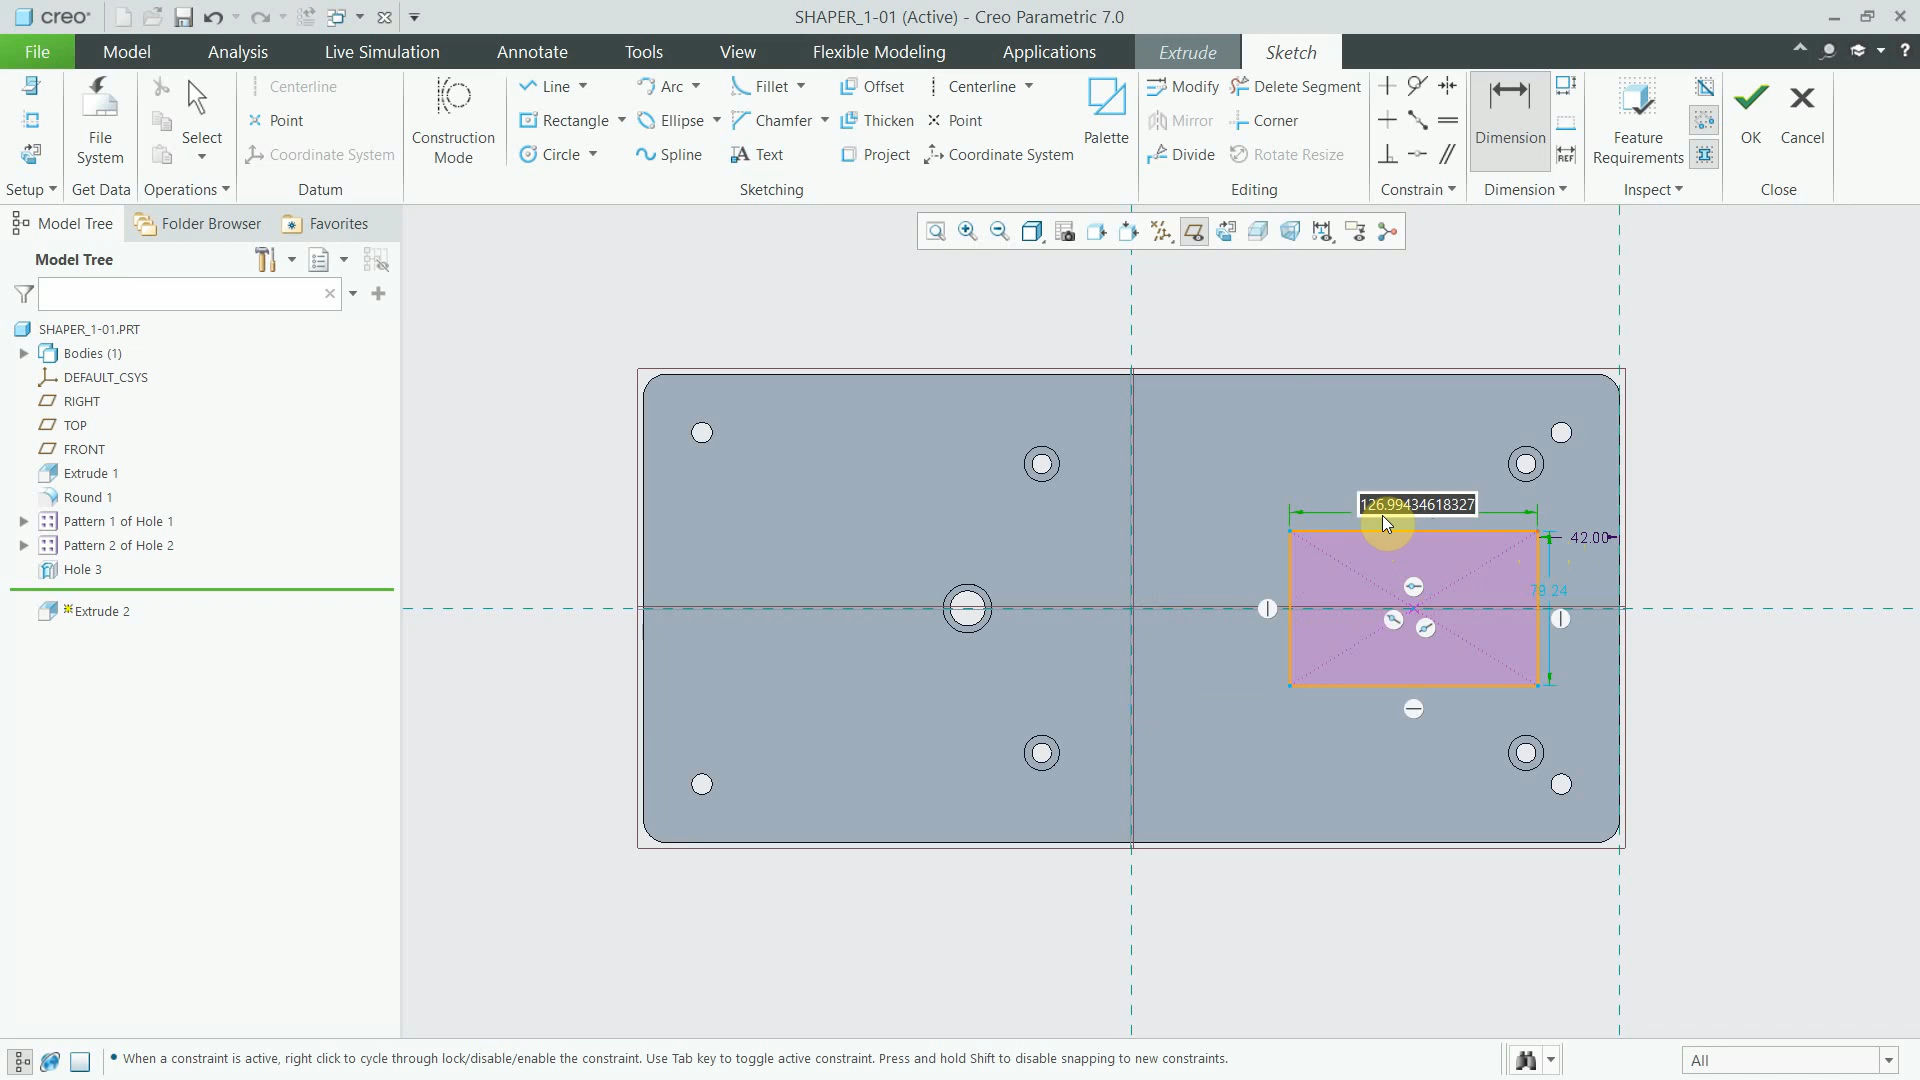 creo
SHAPER_1-01 (Active) - Creo Parametric 7.0
File
Model
Analysis
Live Simulation
Annotate
Tools
View
Flexible Modeling
Applications
Extrude
Sketch
?
File System
Select
Centerline
Point
Coordinate System
Construction Mode
Line
Rectangle
Circle
Arc
Ellipse
Spline
Fillet
Chamfer
Text
Offset
Thicken
Project
Centerline
Point
Coordinate System
Palette
Modify
Mirror
Divide
Delete Segment
Corner
Rotate Resize
Dimension
REF
Feature Requirements
OK
Cancel
Setup
Get Data
Operations
Datum
Sketching
Editing
Constrain
Dimension
Inspect
Close
Model Tree
Folder Browser
Favorites
Model Tree
SHAPER_1-01.PRT
Bodies (1)
DEFAULT_CSYS
RIGHT
TOP
FRONT
Extrude 1
Round 1
Pattern 1 of Hole 1
Pattern 2 of Hole 2
Hole 3
Extrude 2
126.99434618327
42.00
79.24
When a constraint is active, right click to cycle through lock/disable/enable the constraint. Use Tab key to toggle active constraint. Press and hold Shift to disable snapping to new constraints.
All